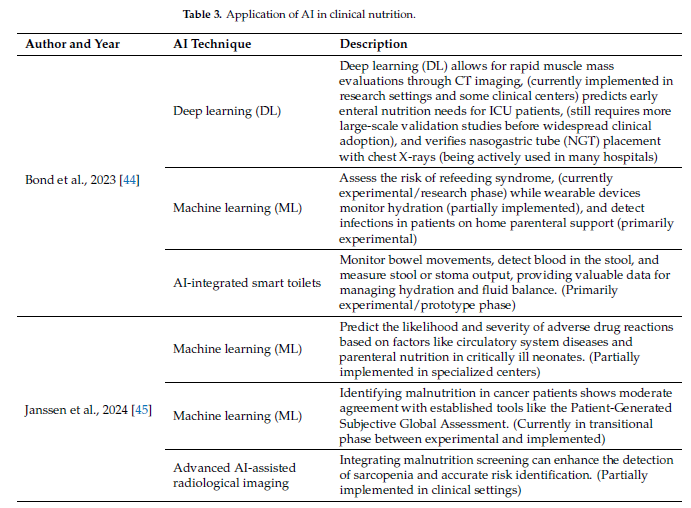 Table 3. Application of AI in clinical nutrition.
Author and Year AI Technique Description
Bond et al., 2023 [44]
Deep learning (DL)
Deep learning (DL) allows for rapid muscle mass
evaluations through CT imaging, (currently implemented in
research settings and some clinical centers) predicts early
enteral nutrition needs for ICU patients, (still requires more
large-scale validation studies before widespread clinical
adoption), and verifies nasogastric tube (NGT) placement
with chest X-rays (being actively used in many hospitals)
Machine learning (ML)
Assess the risk of refeeding syndrome, (currently
experimental/research phase) while wearable devices
monitor hydration (partially implemented), and detect
infections in patients on home parenteral support (primarily
experimental)
AI-integrated smart toilets
Monitor bowel movements, detect blood in the stool, and
measure stool or stoma output, providing valuable data for
managing hydration and fluid balance. (Primarily
experimental/prototype phase)
Janssen et al., 2024 [45]
Machine learning (ML)
Predict the likelihood and severity of adverse drug reactions
based on factors like circulatory system diseases and
parenteral nutrition in critically ill neonates. (Partially
implemented in specialized centers)
Machine learning (ML)
Identifying malnutrition in cancer patients shows moderate
agreement with established tools like the Patient-Generated
Subjective Global Assessment. (Currently in transitional
phase between experimental and implemented)
Advanced AI-assisted
radiological imaging
Integrating malnutrition screening can enhance the detection
of sarcopenia and accurate risk identification. (Partially
implemented in clinical settings)